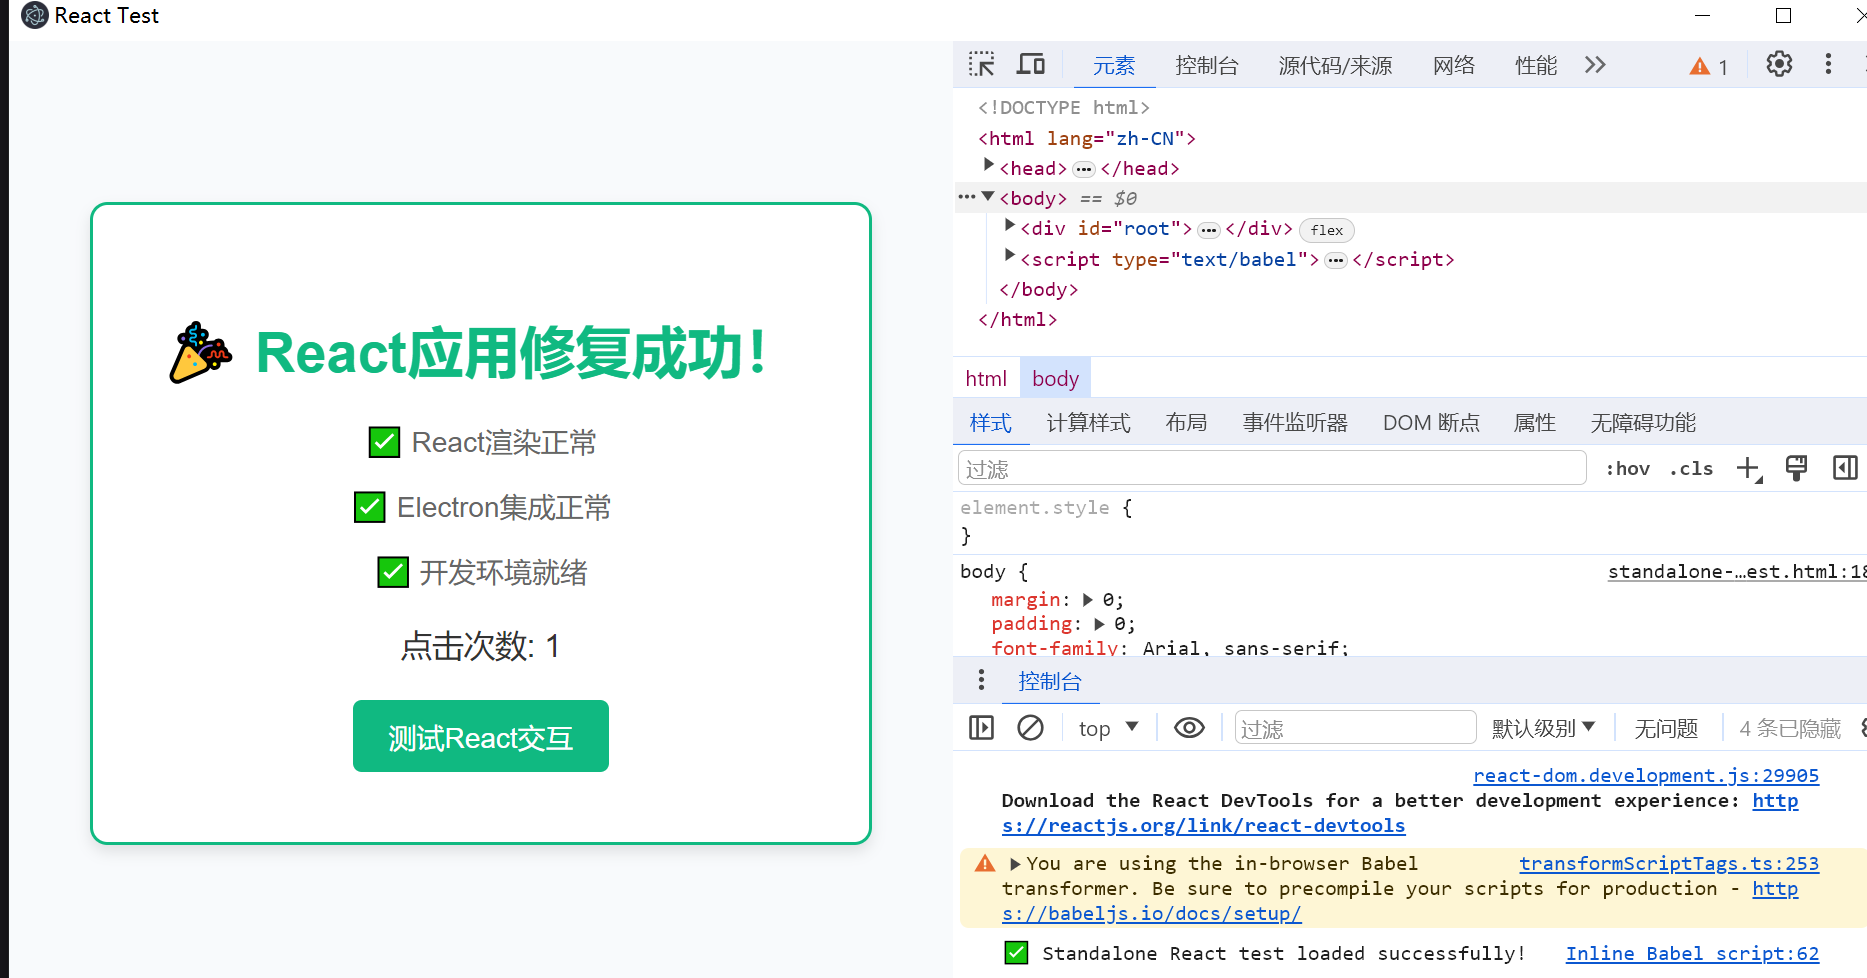 React Test
🎉 React应用修复成功！
✅ React渲染正常
✅ Electron集成正常
✅ 开发环境就绪
点击次数: 1
测试React交互
元素 控制台 源代码/来源 网络 性能 1
<!DOCTYPE html>
<html lang="zh-CN">
<head> ••• </head>
••• <body> == $0
<div id="root"> ••• </div> flex
<script type="text/babel"> ••• </script>
</body>
</html>
html body
样式 计算样式 布局 事件监听器 DOM 断点 属性 无障碍功能
过滤 :hov .cls
element.style {
}
body { standalone-…est.html:18
margin: 0;
padding: 0;
font-family: Arial, sans-serif;
控制台
top 过滤 默认级别 无问题 4 条已隐藏
react-dom.development.js:29905
Download the React DevTools for a better development experience: http
s://reactjs.org/link/react-devtools
You are using the in-browser Babel transformScriptTags.ts:253
transformer. Be sure to precompile your scripts for production - http
s://babeljs.io/docs/setup/
✅ Standalone React test loaded successfully! Inline Babel script:62